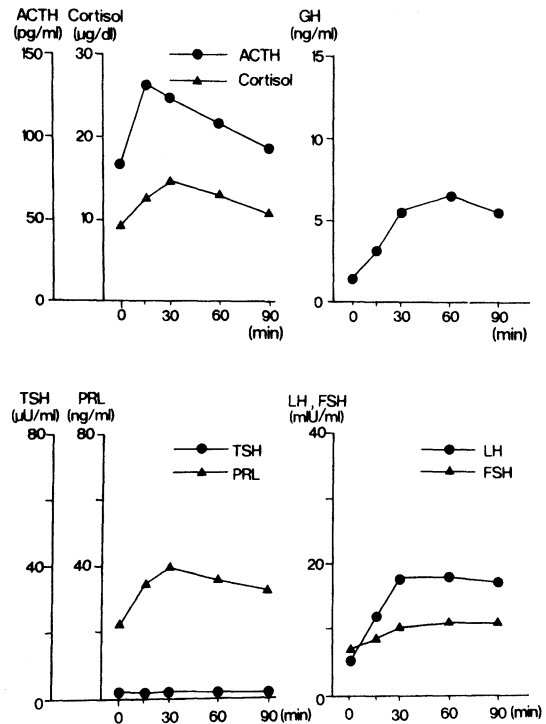 ACTH Cortisol
(pg/ml) (µg/dl)
150 30
ACTH
Cortisol
100 20
50 10
0
0 30 60 90
(min)
GH
(ng/ml)
15
10
5
0
0 30 60 90
(min)
TSH PRL
(µU/ml) (ng/ml)
80 80
TSH
PRL
40 40
0
0 30 60 90 (min)
LH, FSH
(mIU/ml)
40
LH
FSH
20
0
0 30 60 90 (min)